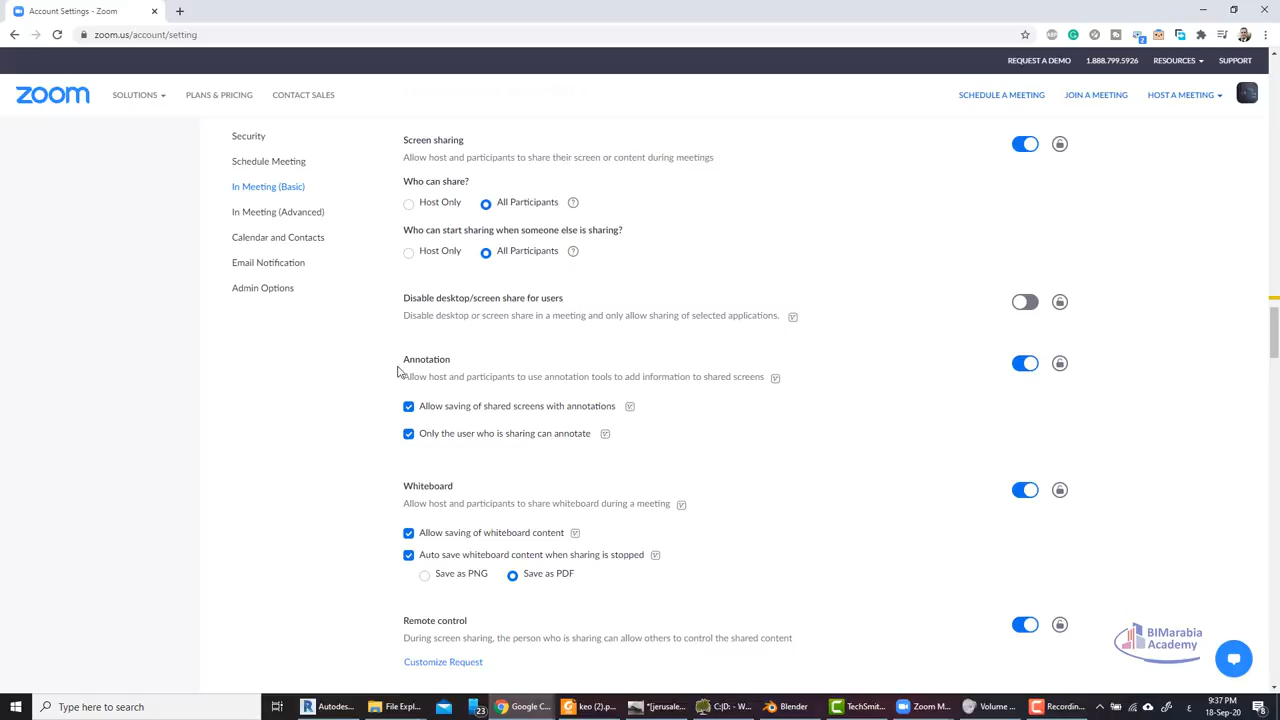 Account Settings - Zoom
zoom.us/account/setting
REQUEST A DEMO 1.888.799.5926 RESOURCES SUPPORT
zoom SOLUTIONS PLANS & PRICING CONTACT SALES SCHEDULE A MEETING JOIN A MEETING HOST A MEETING
Security
Schedule Meeting
In Meeting (Basic)
In Meeting (Advanced)
Calendar and Contacts
Email Notification
Admin Options
Screen sharing
Allow host and participants to share their screen or content during meetings
Who can share?
Host Only All Participants
Who can start sharing when someone else is sharing?
Host Only All Participants
Disable desktop/screen share for users
Disable desktop or screen share in a meeting and only allow sharing of selected applications.
Annotation
Allow host and participants to use annotation tools to add information to shared screens
Allow saving of shared screens with annotations
Only the user who is sharing can annotate
Whiteboard
Allow host and participants to share whiteboard during a meeting
Allow saving of whiteboard content
Auto save whiteboard content when sharing is stopped
Save as PNG Save as PDF
Remote control
During screen sharing, the person who is sharing can allow others to control the shared content
Customize Request
BIMarabia
Academy
Type here to search
Autodes... File Explo... 23 Google C... keo (2).p... *[jerusale... C:JD: - W... Blender TechSmit... Zoom M... Volume ... Recordin...
9:37 PM
18-Sep-20